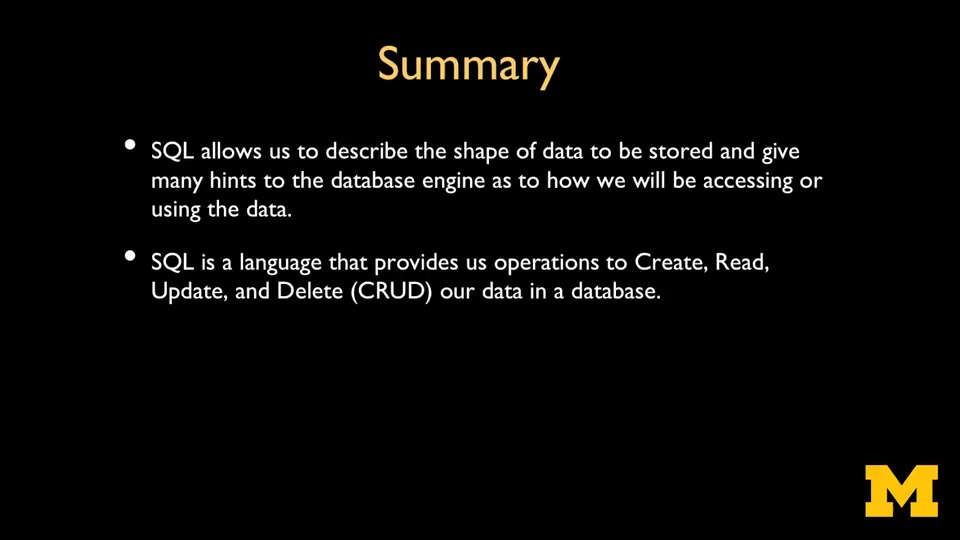 Summary
• SQL allows us to describe the shape of data to be stored and give
many hints to the database engine as to how we will be accessing or
using the data.
• SQL is a language that provides us operations to Create, Read,
Update, and Delete (CRUD) our data in a database.
M